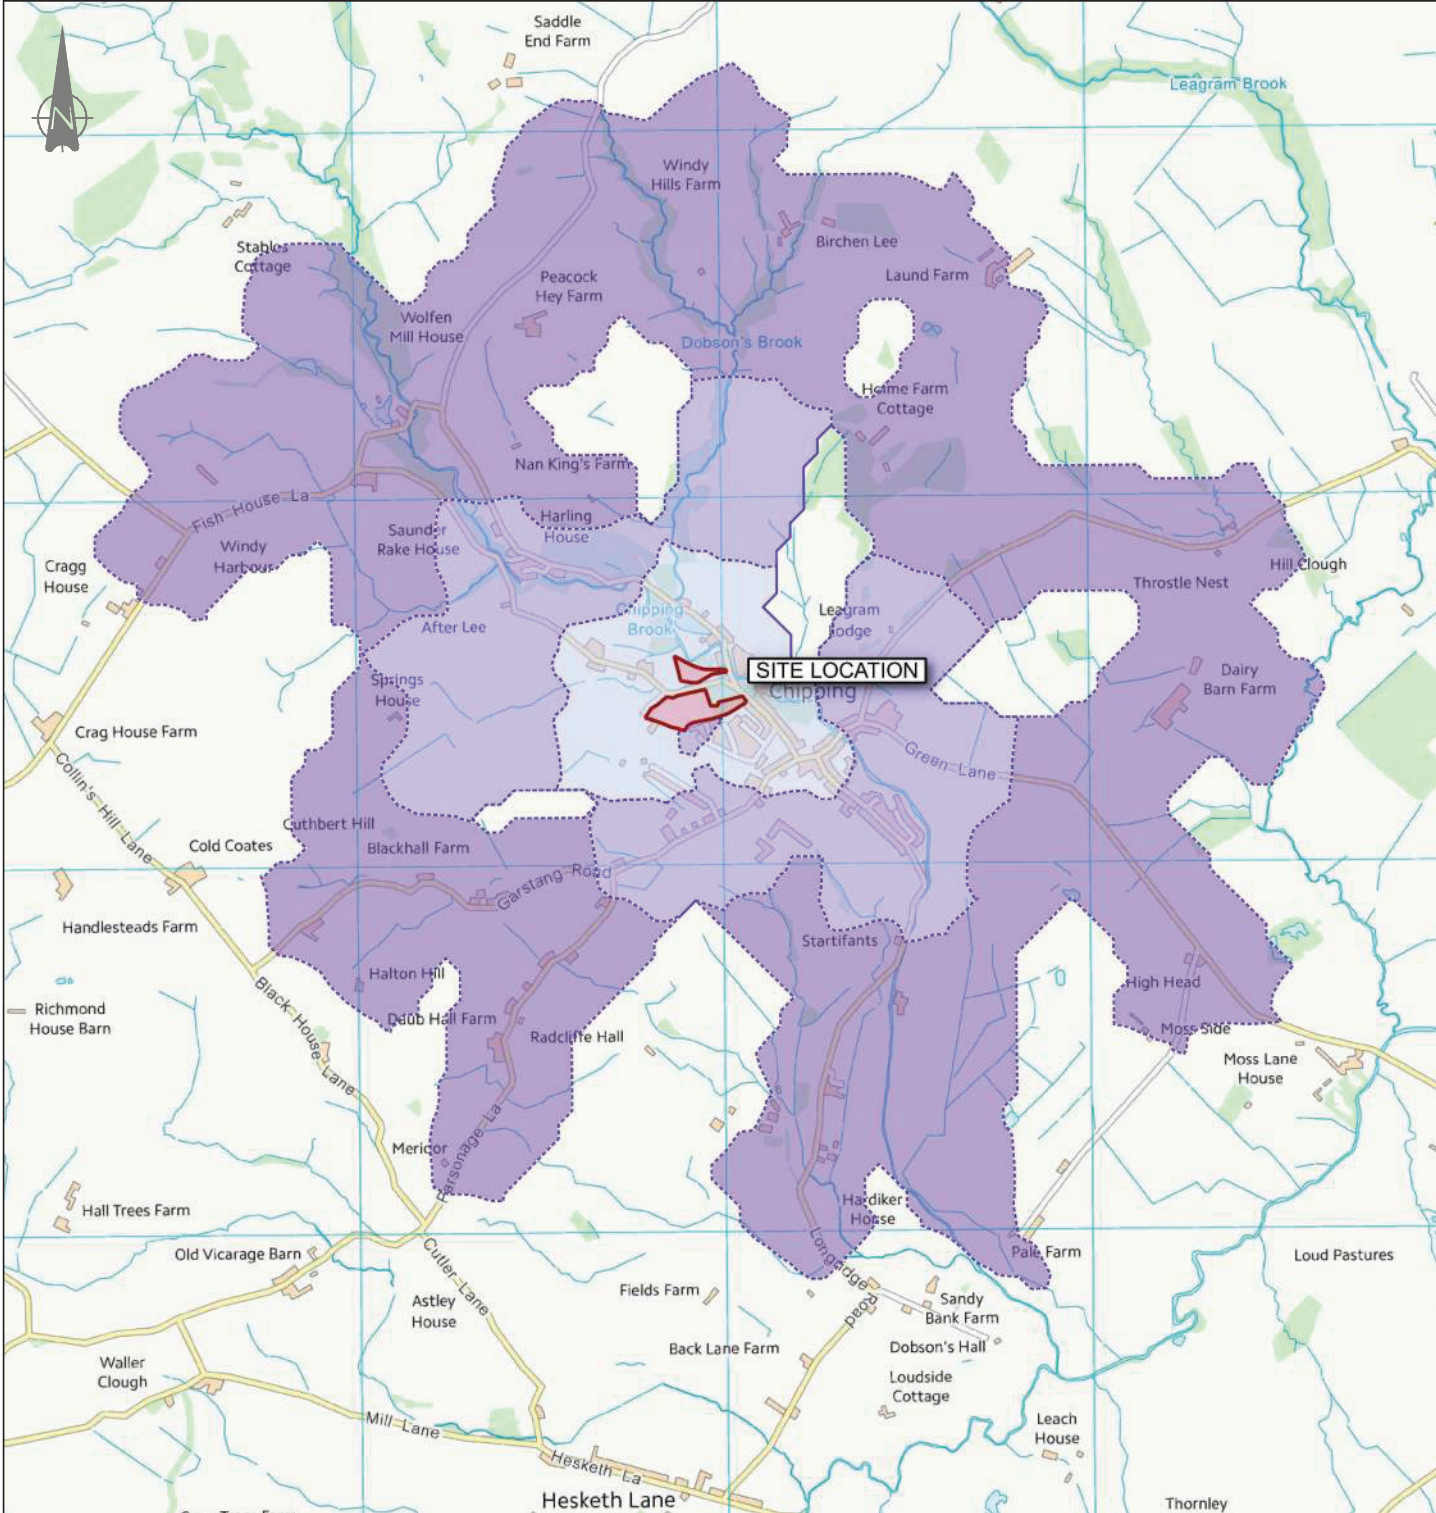 Saddle
End Farm
Leagram Brook
N
Windy
Hills Farm
Birchen Lee
Stables
Cottage
Laund Farm
Peacock
Hey Farm
Wolfen
Mill House
Dobson's Brook
Home Farm
Cottage
Nan King's Farm
Fish House La
Harling
House
Saunder
Rake House
Windy
Harbour
Cragg
House
Hill Clough
Throstle Nest
Chipping
Brook
Leagram
Lodge
After Lee
SITE LOCATION
Chipping
Springs
House
Dairy
Barn Farm
Crag House Farm
Green Lane
Collin's Hill Lane
Cuthbert Hill
Cold Coates
Blackhall Farm
Garstang Road
Handlesteads Farm
Startifants
Halton Hill
High Head
Black House Lane
Richmond
House Barn
Daub Hall Farm
Radcliffe Hall
Moss Side
Moss Lane
House
Parsonage La
Mericor
Hall Trees Farm
Hardiker
House
Old Vicarage Barn
Cutler Lane
Longridge Road
Pale Farm
Loud Pastures
Fields Farm
Astley
House
Sandy
Bank Farm
Back Lane Farm
Dobson's Hall
Waller
Clough
Loudside
Cottage
Mill Lane
Leach
House
Hesketh La
Hesketh Lane
Thornley